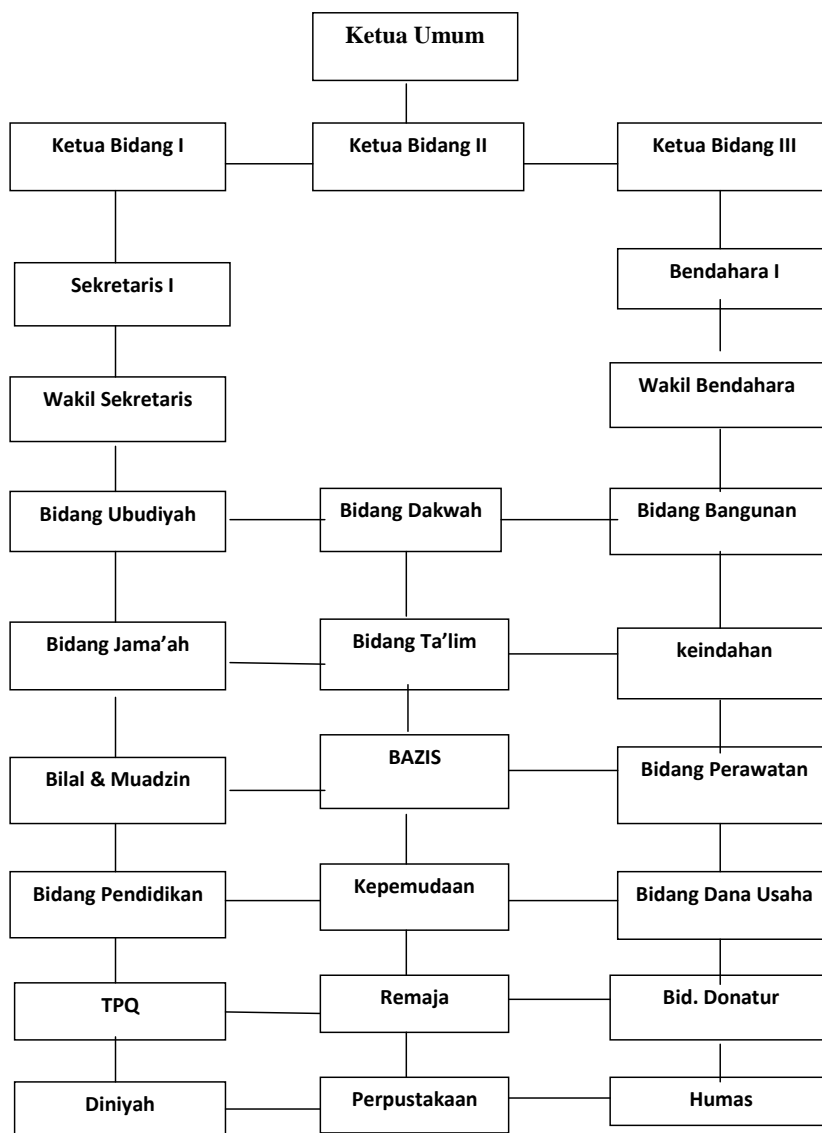 Ketua Umum
Ketua Bidang I
Ketua Bidang II
Ketua Bidang III
Sekretaris I
Bendahara I
Wakil Sekretaris
Wakil Bendahara
Bidang Ubudiyah
Bidang Dakwah
Bidang Bangunan
Bidang Jama’ah
Bidang Ta’lim
keindahan
Bilal & Muadzin
BAZIS
Bidang Perawatan
Bidang Pendidikan
Kepemudaan
Bidang Dana Usaha
TPQ
Remaja
Bid. Donatur
Diniyah
Perpustakaan
Humas